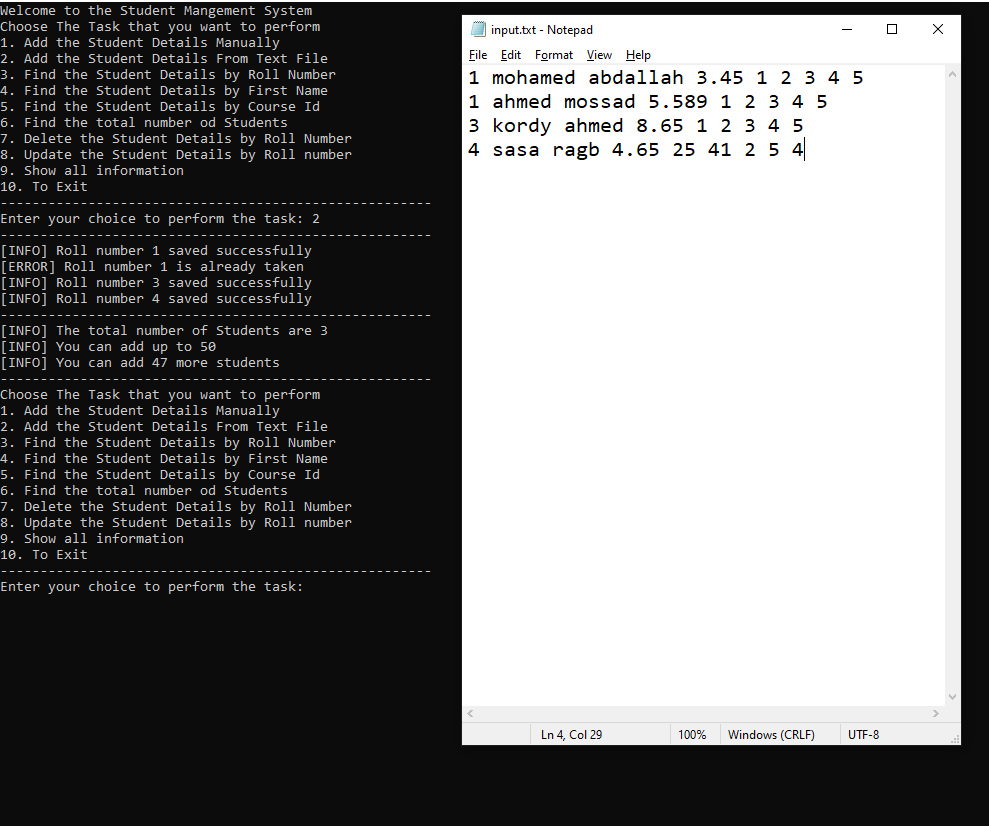 Welcome to the Student Mangement System
Choose The Task that you want to perform
1. Add the Student Details Manually
2. Add the Student Details From Text File
3. Find the Student Details by Roll Number
4. Find the Student Details by First Name
5. Find the Student Details by Course Id
6. Find the total number od Students
7. Delete the Student Details by Roll Number
8. Update the Student Details by Roll number
9. Show all information
10. To Exit
------------------------------------------------------
Enter your choice to perform the task: 2
------------------------------------------------------
[INFO] Roll number 1 saved successfully
[ERROR] Roll number 1 is already taken
[INFO] Roll number 3 saved successfully
[INFO] Roll number 4 saved successfully
------------------------------------------------------
[INFO] The total number of Students are 3
[INFO] You can add up to 50
[INFO] You can add 47 more students
------------------------------------------------------
Choose The Task that you want to perform
1. Add the Student Details Manually
2. Add the Student Details From Text File
3. Find the Student Details by Roll Number
4. Find the Student Details by First Name
5. Find the Student Details by Course Id
6. Find the total number od Students
7. Delete the Student Details by Roll Number
8. Update the Student Details by Roll number
9. Show all information
10. To Exit
------------------------------------------------------
Enter your choice to perform the task:
input.txt - Notepad
File Edit Format View Help
1 mohamed abdallah 3.45 1 2 3 4 5
1 ahmed mossad 5.589 1 2 3 4 5
3 kordy ahmed 8.65 1 2 3 4 5
4 sasa ragb 4.65 25 41 2 5 4
Ln 4, Col 29 100% Windows (CRLF) UTF-8